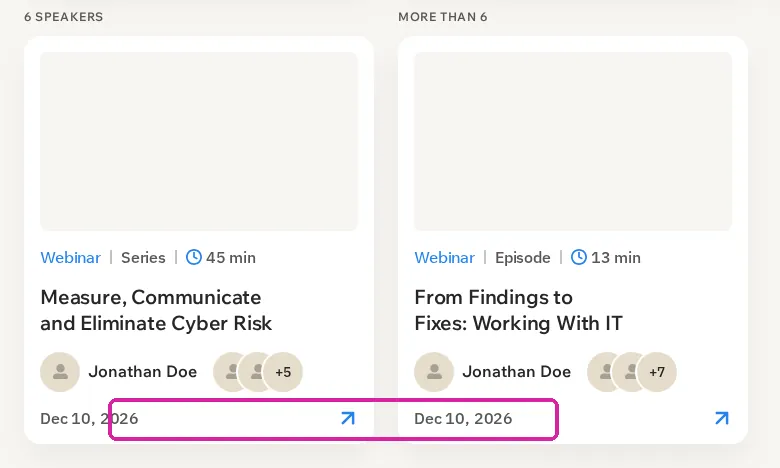 6 SPEAKERS
MORE THAN 6
Webinar | Series | 45 min
Measure, Communicate
and Eliminate Cyber Risk
Jonathan Doe +5
Dec 10, 2026
Webinar | Episode | 13 min
From Findings to
Fixes: Working With IT
Jonathan Doe +7
Dec 10, 2026